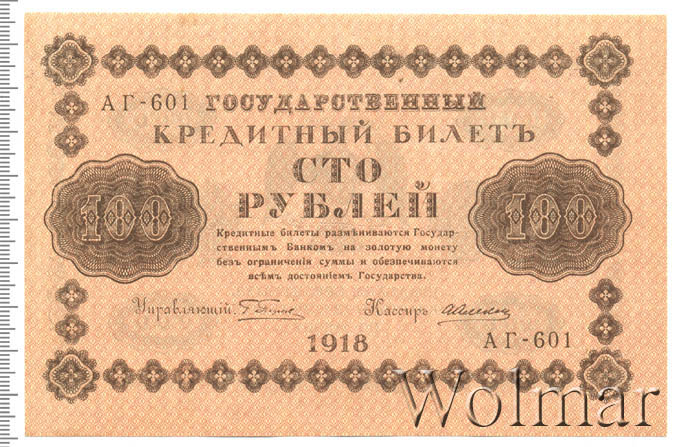 АГ-601 ГОСУДАРСТВЕННЫЙ
КРЕДИТНЫЙ БИЛЕТЪ
СТО
РУБЛЕЙ
100 100
Кредитные билеты размѣниваются Государ-
ственнымъ Банкомъ на золотую монету
безъ ограниченія суммы и обезпечиваются
всѣмъ достояніемъ Государства.
Управляющій Кассиръ
1918 АГ-601
Wolmar